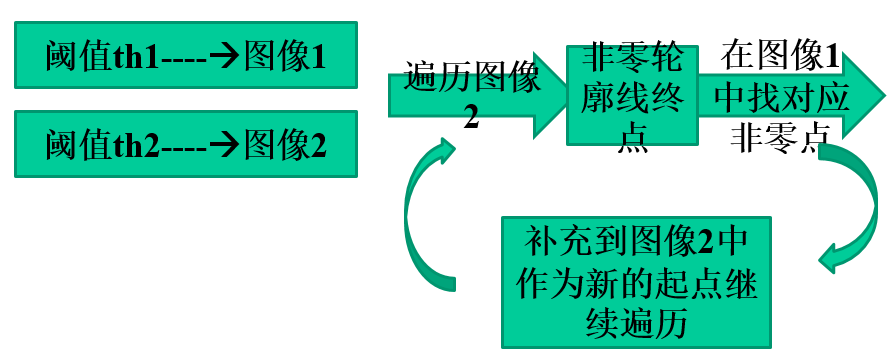 阈值th1----→图像1
阈值th2----→图像2
遍历图像
2
非零轮
廓线终
点
在图像1
中找对应
非零点
补充到图像2中
作为新的起点继
续遍历